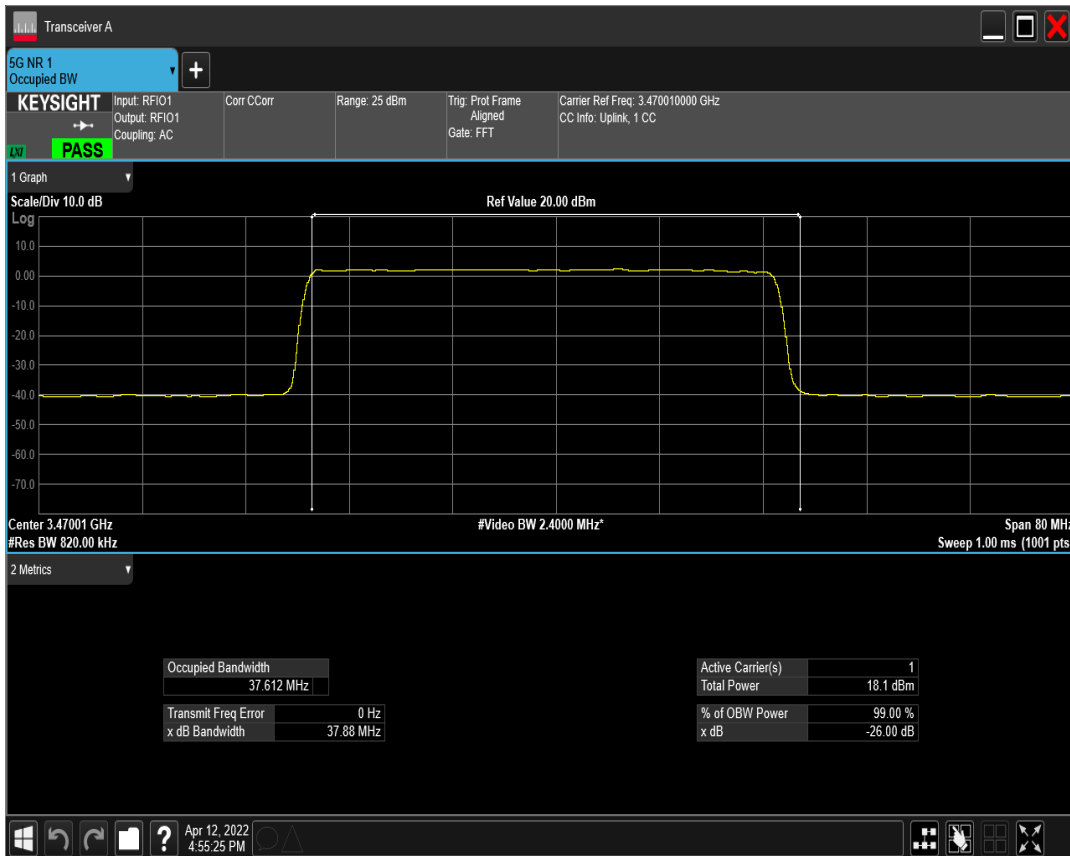 Transceiver A
5G NR 1
Occupied BW
KEYSIGHT
LXI
PASS
Input: RFIO1
Output: RFIO1
Coupling: AC
Corr CCorr
Range: 25 dBm
Trig: Prot Frame
Aligned
Gate: FFT
Carrier Ref Freq: 3.470010000 GHz
CC Info: Uplink, 1 CC
1 Graph
Scale/Div 10.0 dB
Ref Value 20.00 dBm
Log
10.0
0.00
-10.0
-20.0
-30.0
-40.0
-50.0
-60.0
-70.0
Center 3.47001 GHz
#Video BW 2.4000 MHz*
Span 80 MHz
#Res BW 820.00 kHz
Sweep 1.00 ms (1001 pts
2 Metrics
Occupied Bandwidth
37.612 MHz
Transmit Freq Error 0 Hz
x dB Bandwidth 37.88 MHz
Active Carrier(s) 1
Total Power 18.1 dBm
% of OBW Power 99.00 %
x dB -26.00 dB
?
Apr 12, 2022
4:55:25 PM